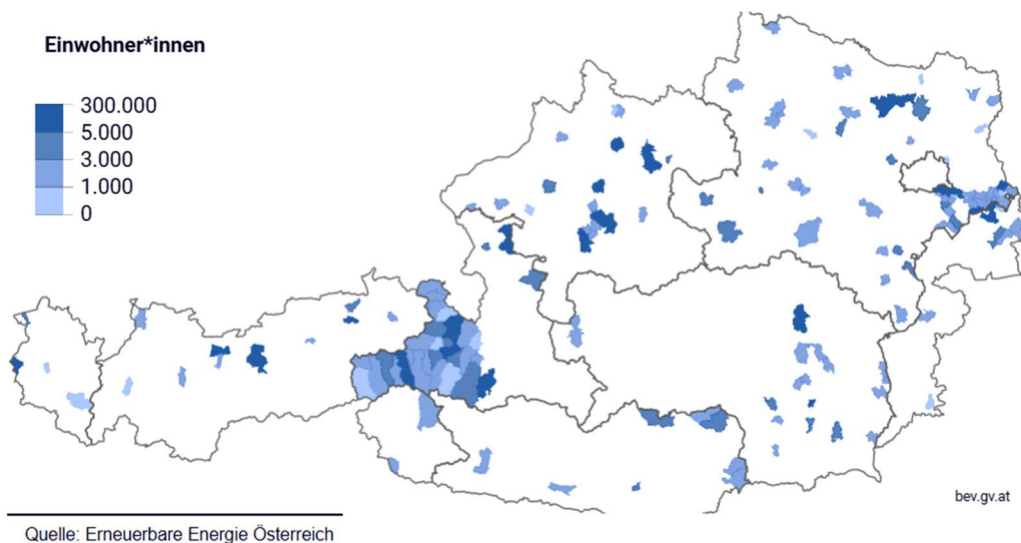 Einwohner*innen
300.000
5.000
3.000
1.000
0
bev.gv.at
Quelle: Erneuerbare Energie Österreich